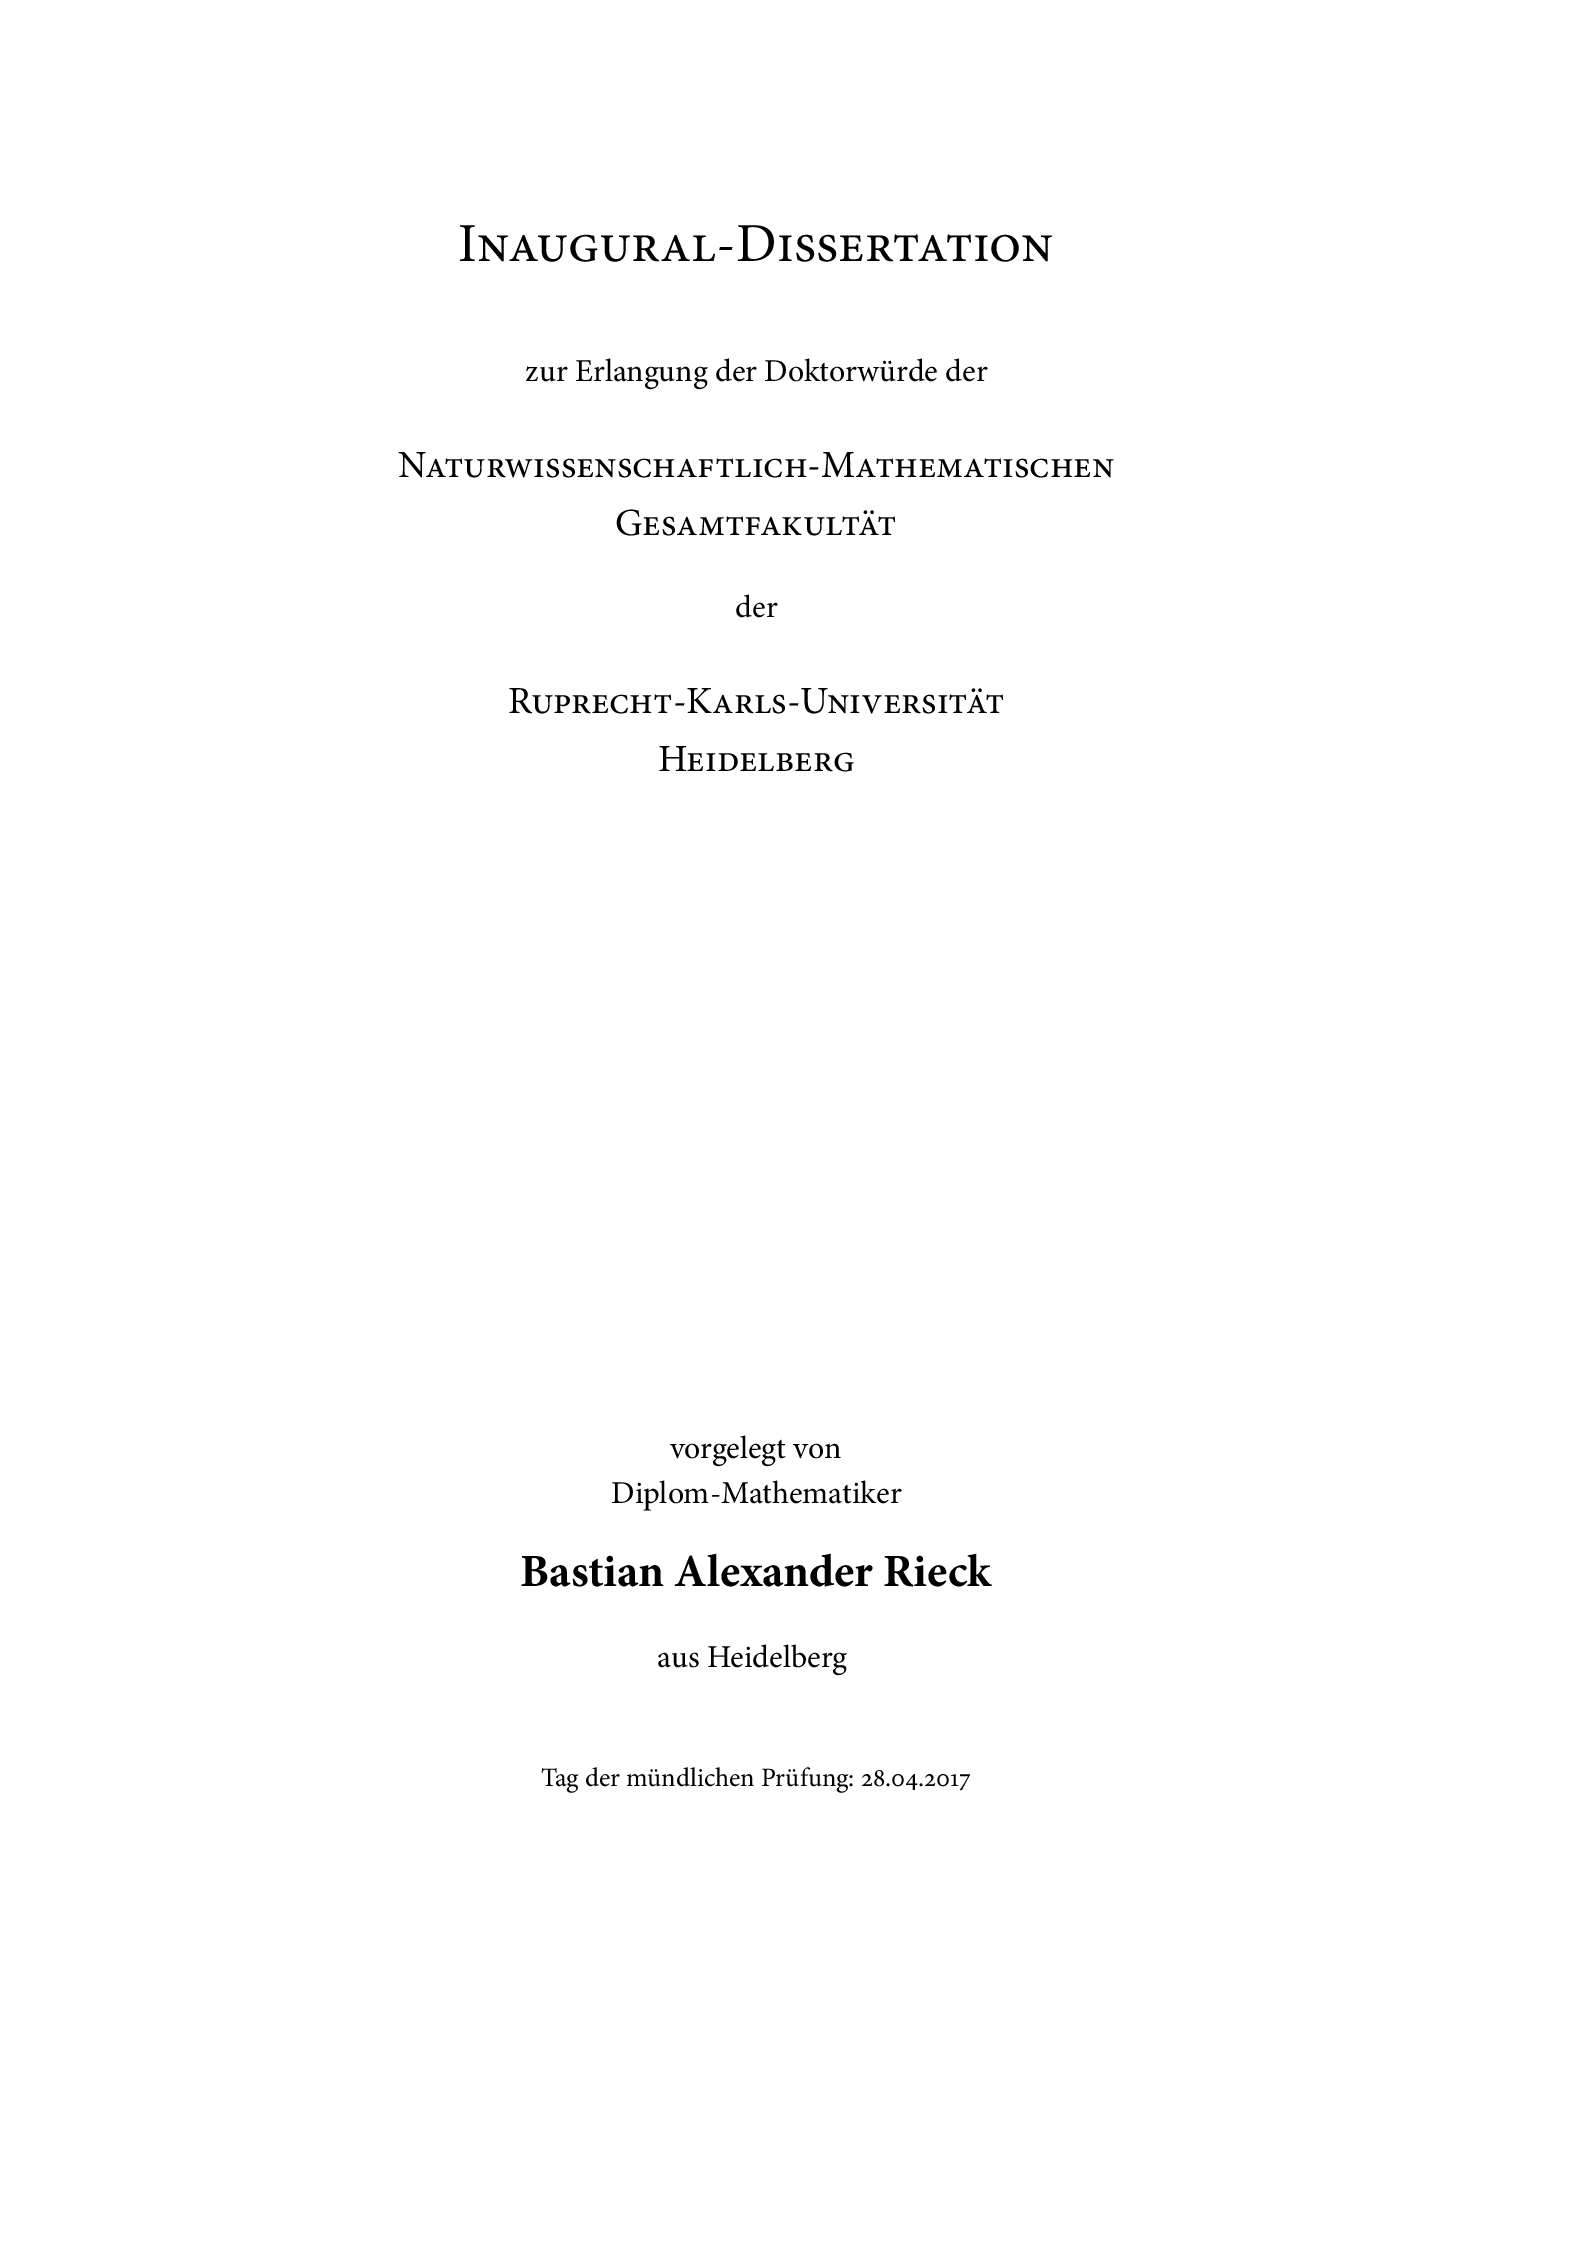 Inaugural-Dissertation
zur Erlangung der Doktorwürde der
Naturwissenschaftlich-Mathematischen
Gesamtfakultät
der
Ruprecht-Karls-Universität
Heidelberg
vorgelegt von
Diplom-Mathematiker
Bastian Alexander Rieck
aus Heidelberg
Tag der mündlichen Prüfung: 28.04.2017